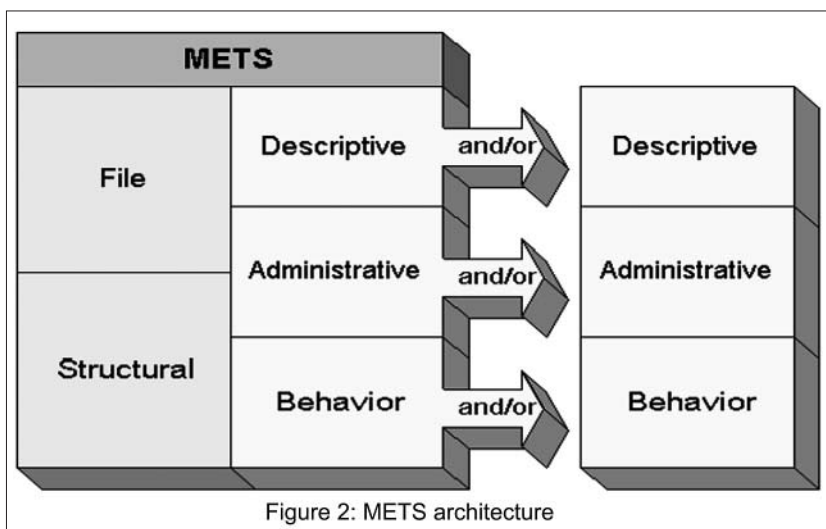 METS
File
Structural
Descriptive
Administrative
Behavior
and/or
and/or
and/or
Descriptive
Administrative
Behavior
Figure 2: METS architecture